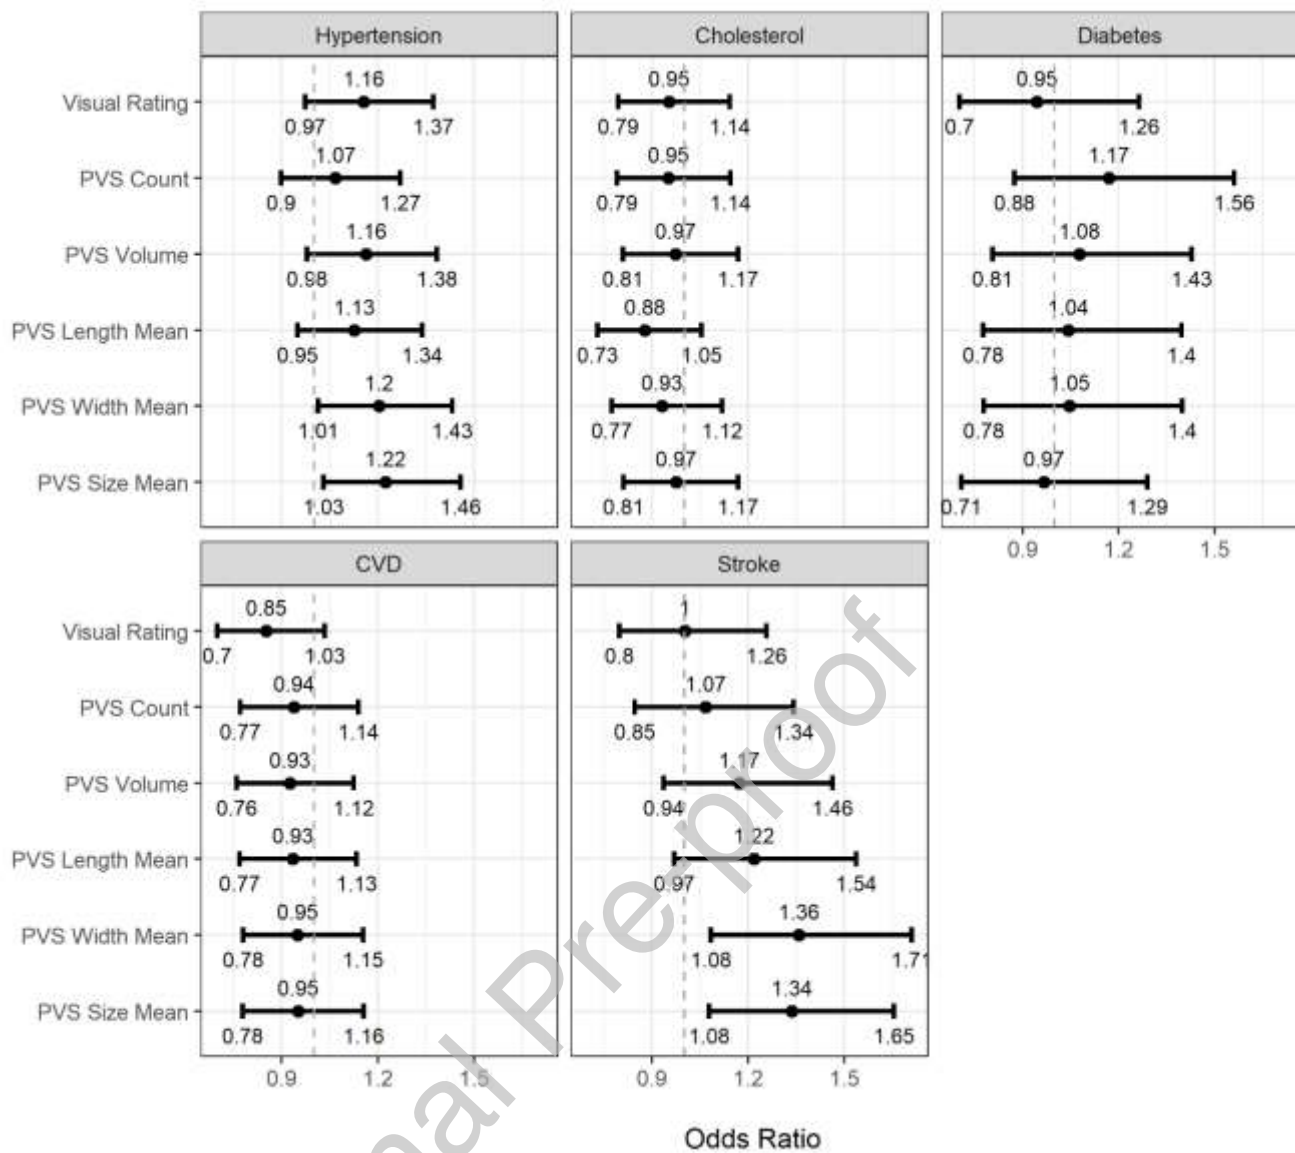 Hypertension Cholesterol Diabetes
Visual Rating 1.16 0.95 0.95
0.97 1.37 0.79 1.14 0.7 1.26
PVS Count 1.07 0.95 1.17
0.9 1.27 0.79 1.14 0.88 1.56
PVS Volume 1.16 0.97 1.08
0.98 1.38 0.81 1.17 0.81 1.43
PVS Length Mean 1.13 0.88 1.04
0.95 1.34 0.73 1.05 0.78 1.4
PVS Width Mean 1.2 0.93 1.05
1.01 1.43 0.77 1.12 0.78 1.4
PVS Size Mean 1.22 0.97 0.97
1.03 1.46 0.81 1.17 0.71 1.29
0.9 1.2 1.5
CVD Stroke
Visual Rating 0.85 1
0.7 1.03 0.8 1.26
PVS Count 0.94 1.07
0.77 1.14 0.85 1.34
PVS Volume 0.93 1.17
0.76 1.12 0.94 1.46
PVS Length Mean 0.93 1.22
0.77 1.13 0.97 1.54
PVS Width Mean 0.95 1.36
0.78 1.15 1.08 1.71
PVS Size Mean 0.95 1.34
0.78 1.16 1.08 1.65
0.9 1.2 1.5 0.9 1.2 1.5
Odds Ratio
nal Pre-proof